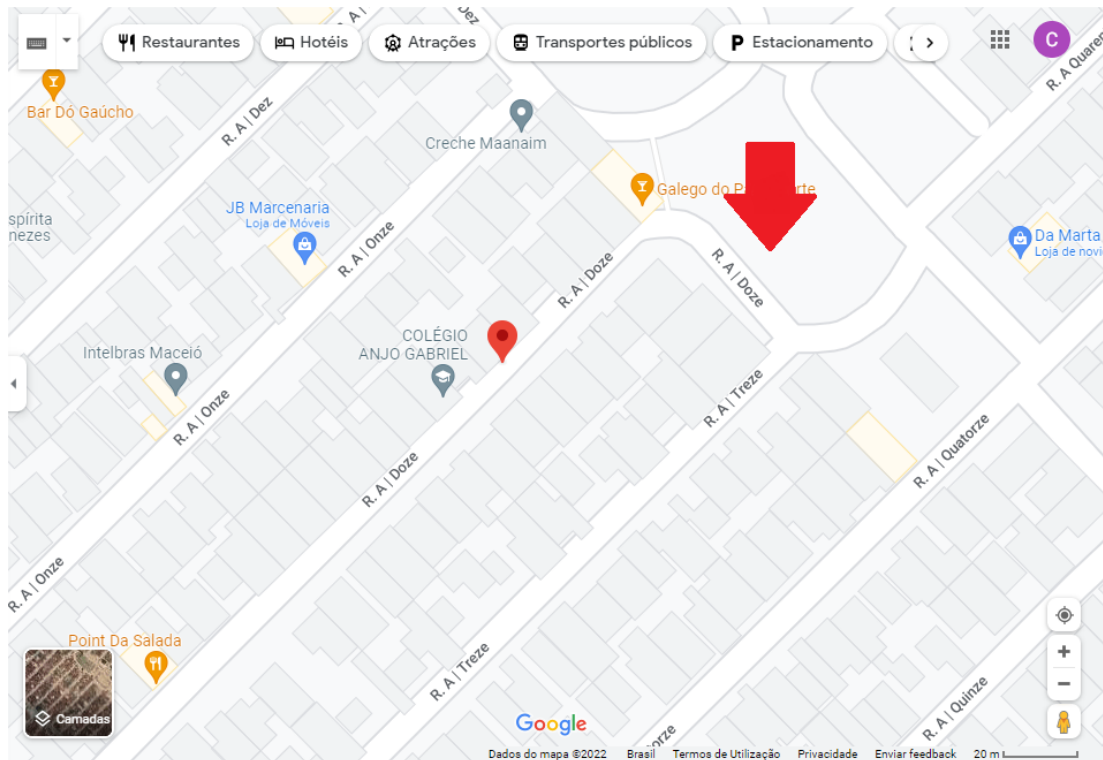 Restaurantes
Hotéis
Atrações
Transportes públicos
P Estacionamento
C
R. A Quaren
Bar Dó Gaúcho
R. A | Dez
A |
Dez
Creche Maanaim
Galego do P
rte
spírita
nezes
JB Marcenaria
Loja de Móveis
R. A | Onze
R. A | Doze
R. A | Doze
Da Marta
Loja de novi
COLÉGIO
ANJO GABRIEL
Intelbras Maceió
R. A | Onze
R. A | Treze
R. A | Doze
R. A | Quatorze
R. A | Onze
Point Da Salada
R. A | Treze
R. A | Quinze
orze
Camadas
Google
Dados do mapa ©2022 Brasil Termos de Utilização Privacidade Enviar feedback 20 m